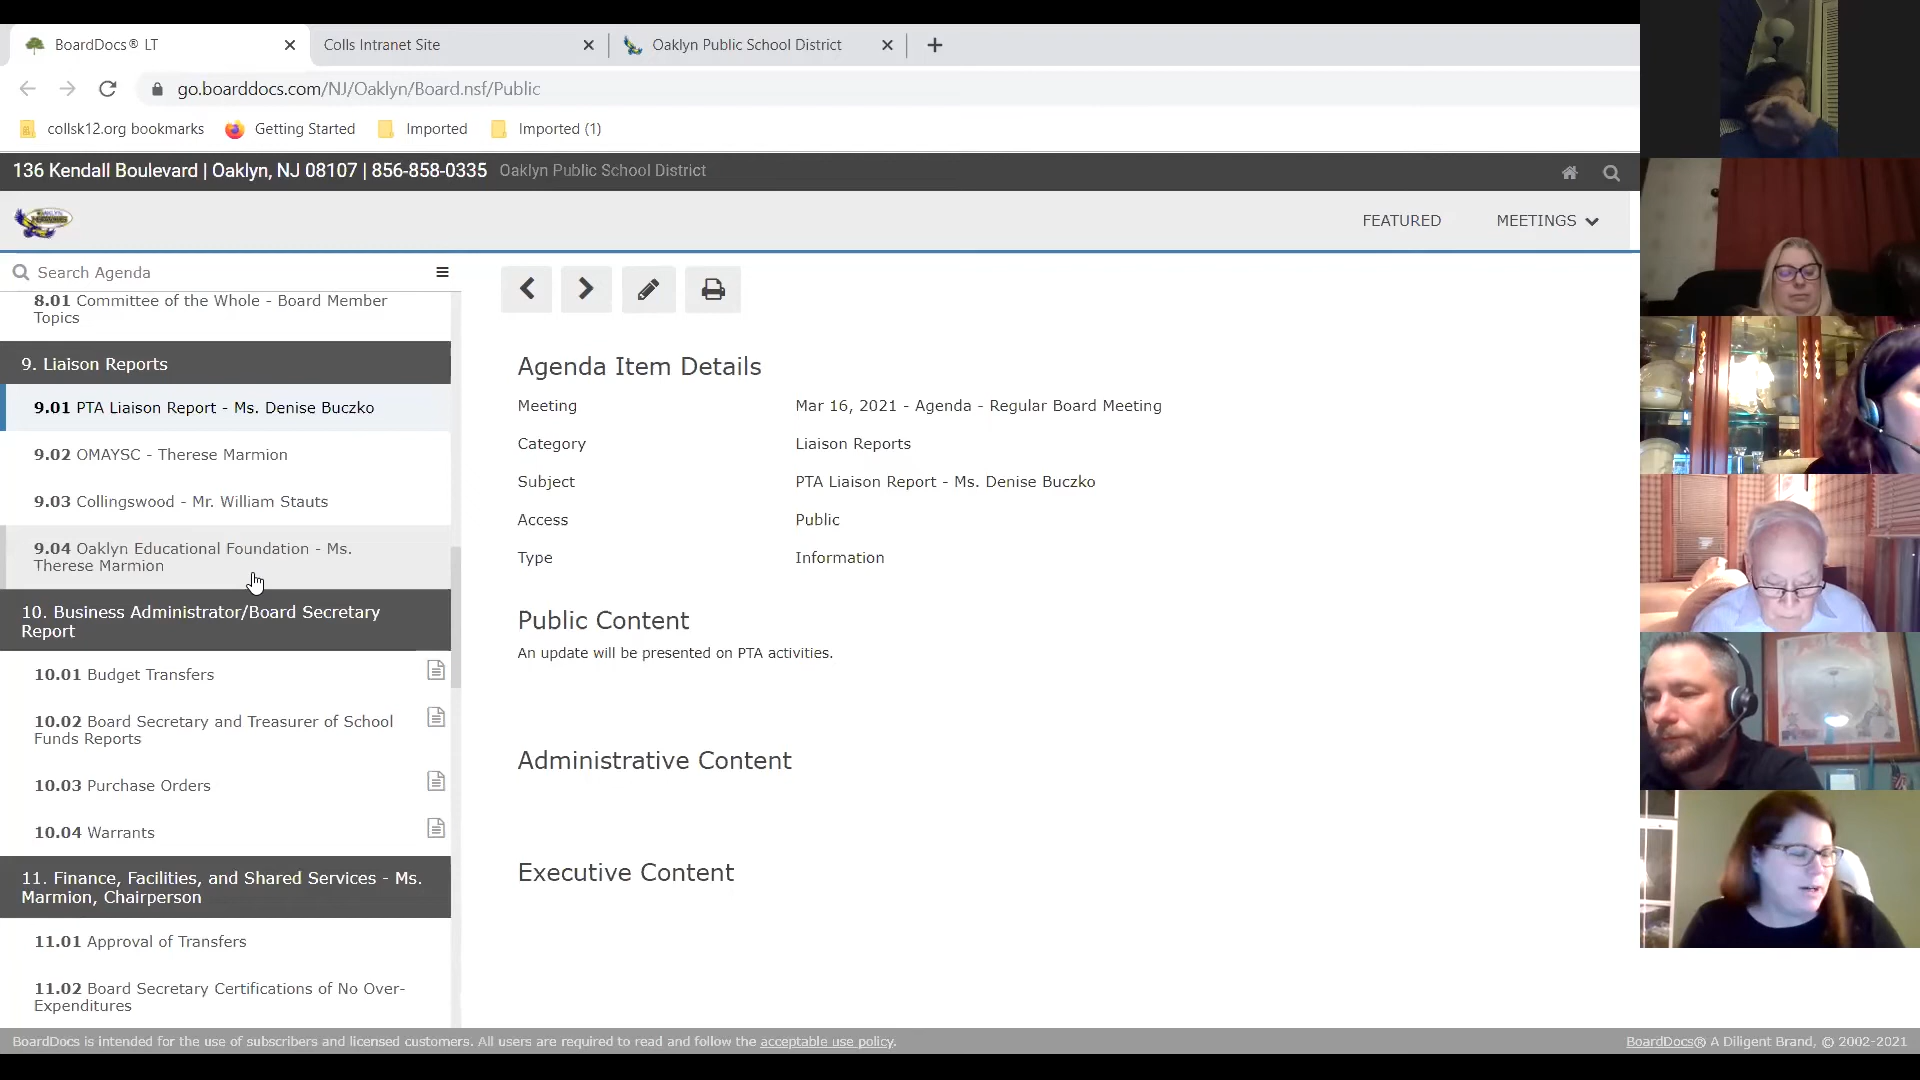 BoardDocs® LT
Colls Intranet Site
Oaklyn Public School District
go.boarddocs.com/NJ/Oaklyn/Board.nsf/Public
collsk12.org bookmarks
Getting Started
Imported
Imported (1)
136 Kendall Boulevard | Oaklyn, NJ 08107 | 856-858-0335 Oaklyn Public School District
FEATURED
MEETINGS
Search Agenda
8.01 Committee of the Whole - Board Member
Topics
9. Liaison Reports
9.01 PTA Liaison Report - Ms. Denise Buczko
9.02 OMAYSC - Therese Marmion
9.03 Collingswood - Mr. William Stauts
9.04 Oaklyn Educational Foundation - Ms.
Therese Marmion
10. Business Administrator/Board Secretary
Report
10.01 Budget Transfers
10.02 Board Secretary and Treasurer of School
Funds Reports
10.03 Purchase Orders
10.04 Warrants
11. Finance, Facilities, and Shared Services - Ms.
Marmion, Chairperson
11.01 Approval of Transfers
11.02 Board Secretary Certifications of No Over-
Expenditures
Agenda Item Details
Meeting Mar 16, 2021 - Agenda - Regular Board Meeting
Category Liaison Reports
Subject PTA Liaison Report - Ms. Denise Buczko
Access Public
Type Information
Public Content
An update will be presented on PTA activities.
Administrative Content
Executive Content
BoardDocs is intended for the use of subscribers and licensed customers. All users are required to read and follow the acceptable use policy.
BoardDocs® A Diligent Brand, © 2002-2021